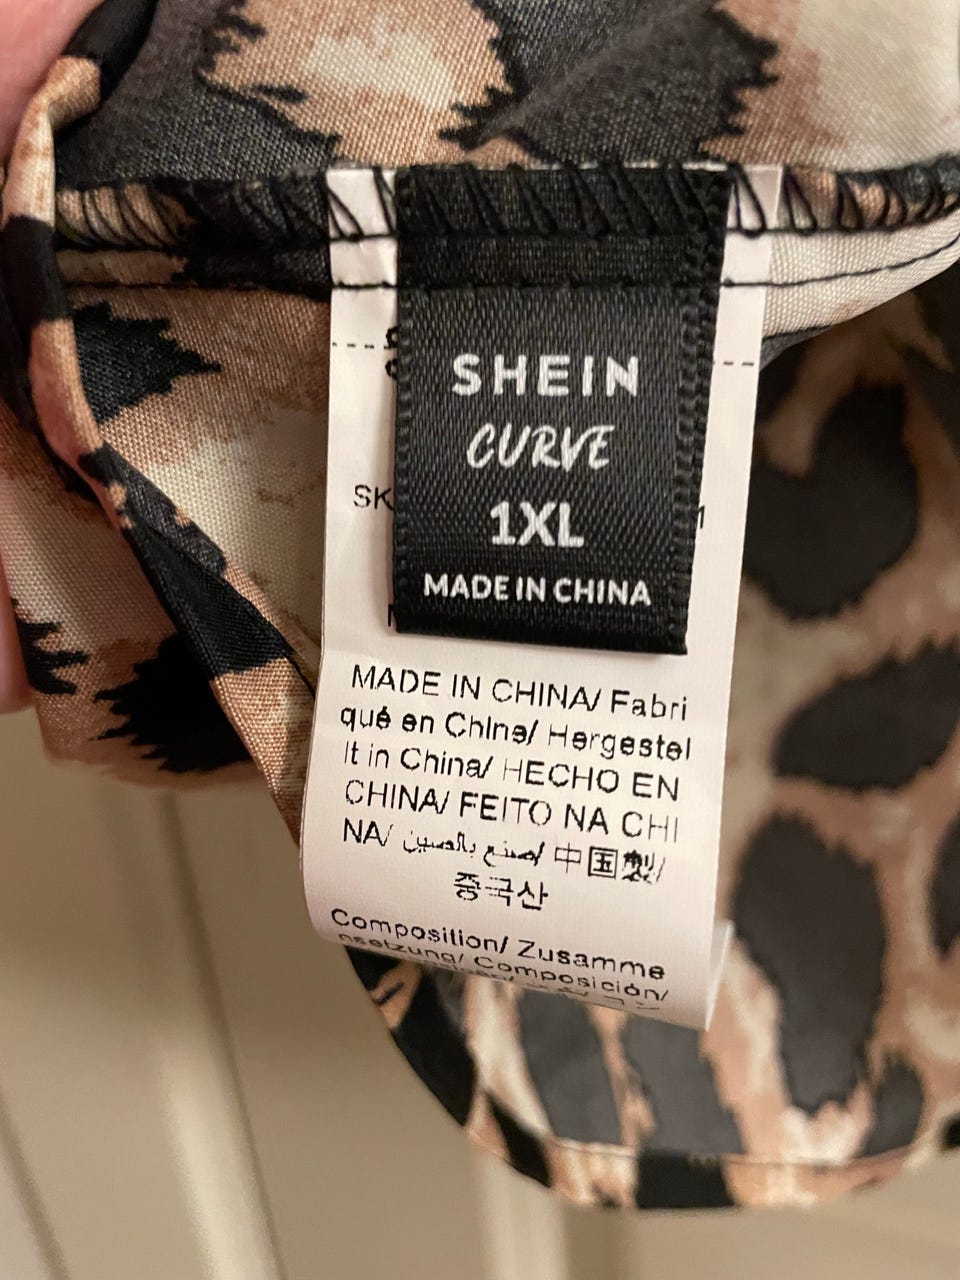 SHEIN
CURVE
1XL
MADE IN CHINA
SK
MADE IN CHINA/ Fabri
qué en Chine/ Hergestel
lt in China/ HECHO EN
CHINA/ FEITO NA CHI
NA/ صنع بالصين/ 中国製/
중국산
Composition/ Zusamme
nsetzung/ Composición/